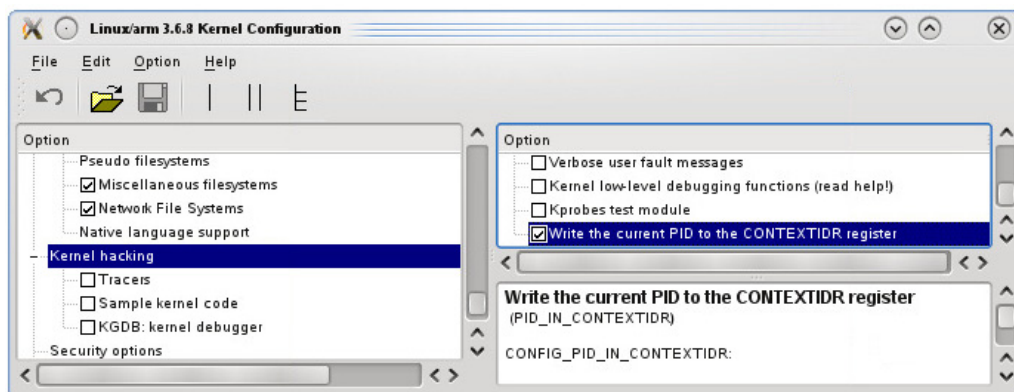 Linux/arm 3.6.8 Kernel Configuration
File Edit Option Help
Option
Pseudo filesystems
Miscellaneous filesystems
Network File Systems
Native language support
Kernel hacking
Tracers
Sample kernel code
KGDB: kernel debugger
Security options
Option
Verbose user fault messages
Kernel low-level debugging functions (read help!)
Kprobes test module
Write the current PID to the CONTEXTIDR register
Write the current PID to the CONTEXTIDR register
(PID_IN_CONTEXTIDR)
CONFIG_PID_IN_CONTEXTIDR: